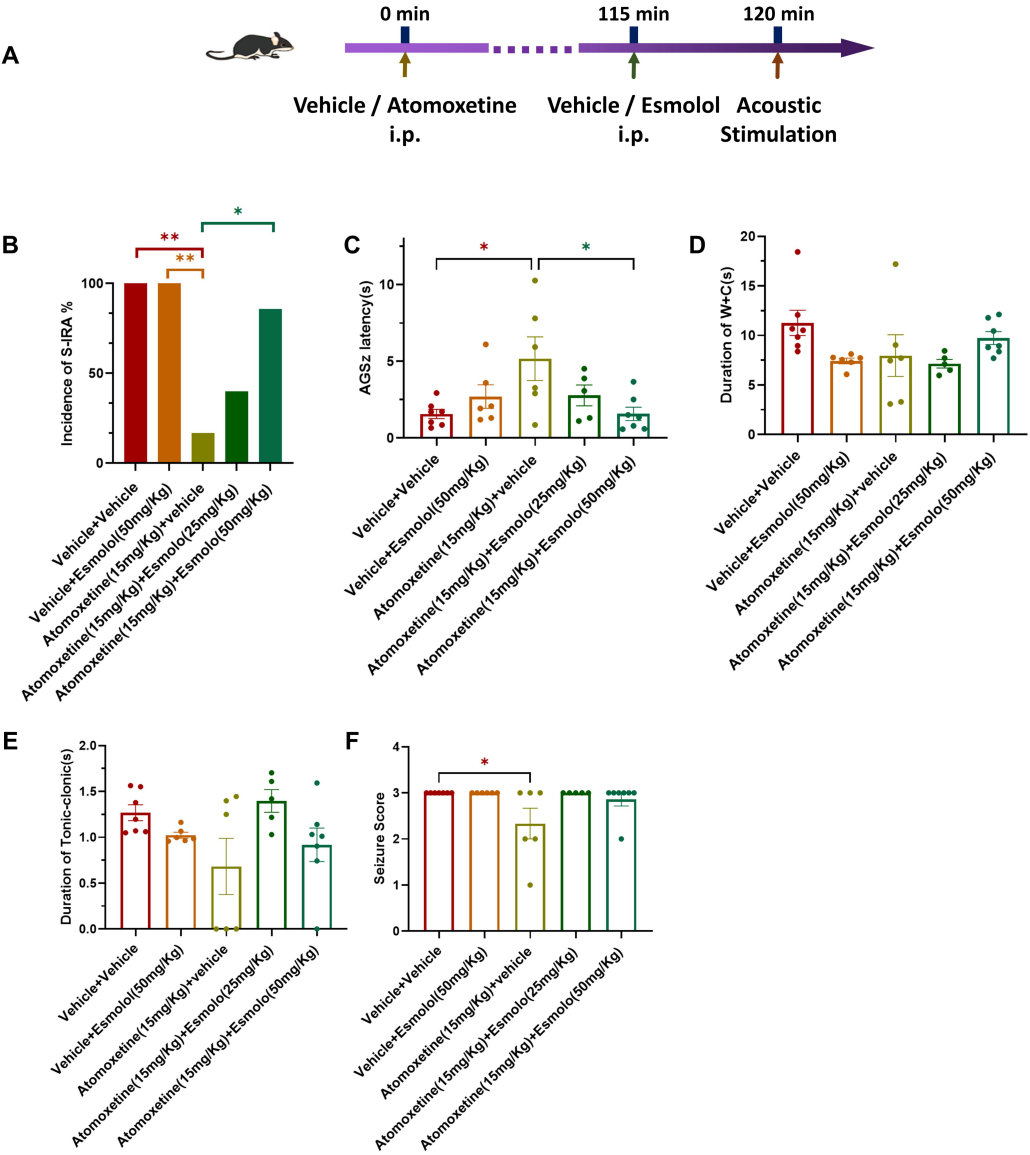 A
0 min
115 min
120 min
Vehicle / Atomoxetine
i.p.
Vehicle / Esmolol
i.p.
Acoustic
Stimulation
B
**
**
*
Incidence of S-IRA %
100
50
0
Vehicle+Vehicle
Vehicle+Esmolol(50mg/Kg)
Atomoxetine(15mg/Kg)+vehicle
Atomoxetine(15mg/Kg)+Esmolo(25mg/Kg)
Atomoxetine(15mg/Kg)+Esmolo(50mg/Kg)
C
*
*
AGSz latency(s)
10
5
0
Vehicle+Vehicle
Vehicle+Esmolol(50mg/Kg)
Atomoxetine(15mg/Kg)+vehicle
Atomoxetine(15mg/Kg)+Esmolo(25mg/Kg)
Atomoxetine(15mg/Kg)+Esmolo(50mg/Kg)
D
Duration of W+C(s)
20
15
10
5
0
Vehicle+Vehicle
Vehicle+Esmolol(50mg/Kg)
Atomoxetine(15mg/Kg)+vehicle
Atomoxetine(15mg/Kg)+Esmolo(25mg/Kg)
Atomoxetine(15mg/Kg)+Esmolo(50mg/Kg)
E
Duration of Tonic-clonic(s)
2.0
1.5
1.0
0.5
0.0
Vehicle+Vehicle
Vehicle+Esmolol(50mg/Kg)
Atomoxetine(15mg/Kg)+vehicle
Atomoxetine(15mg/Kg)+Esmolo(25mg/Kg)
Atomoxetine(15mg/Kg)+Esmolo(50mg/Kg)
F
*
Seizure Score
4
3
2
1
0
Vehicle+Vehicle
Vehicle+Esmolol(50mg/Kg)
Atomoxetine(15mg/Kg)+vehicle
Atomoxetine(15mg/Kg)+Esmolo(25mg/Kg)
Atomoxetine(15mg/Kg)+Esmolo(50mg/Kg)